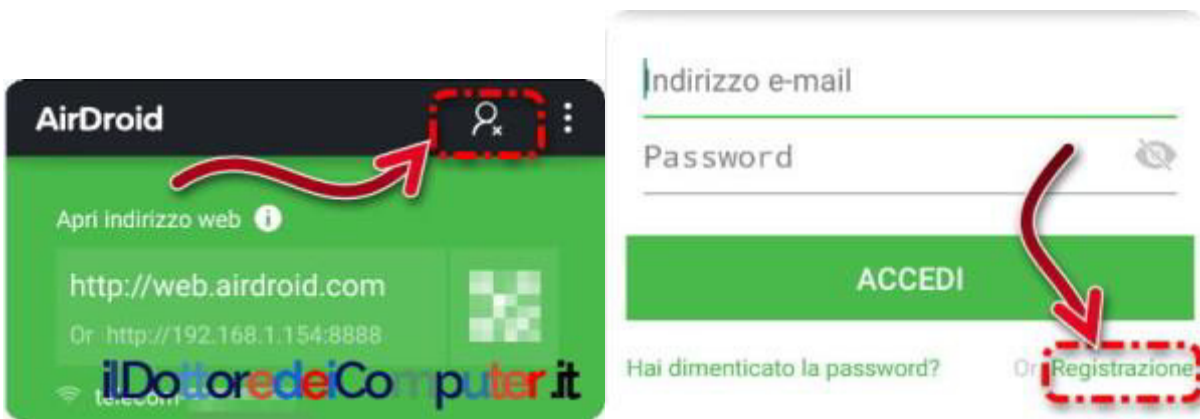 AirDroid
Apri indirizzo web
http://web.airdroid.com
Or http://192.168.1.154:8888
ilDottoredeiComputer.it
telecom
Indirizzo e-mail
Password
ACCEDI
Hai dimenticato la password?
Or Registrazione